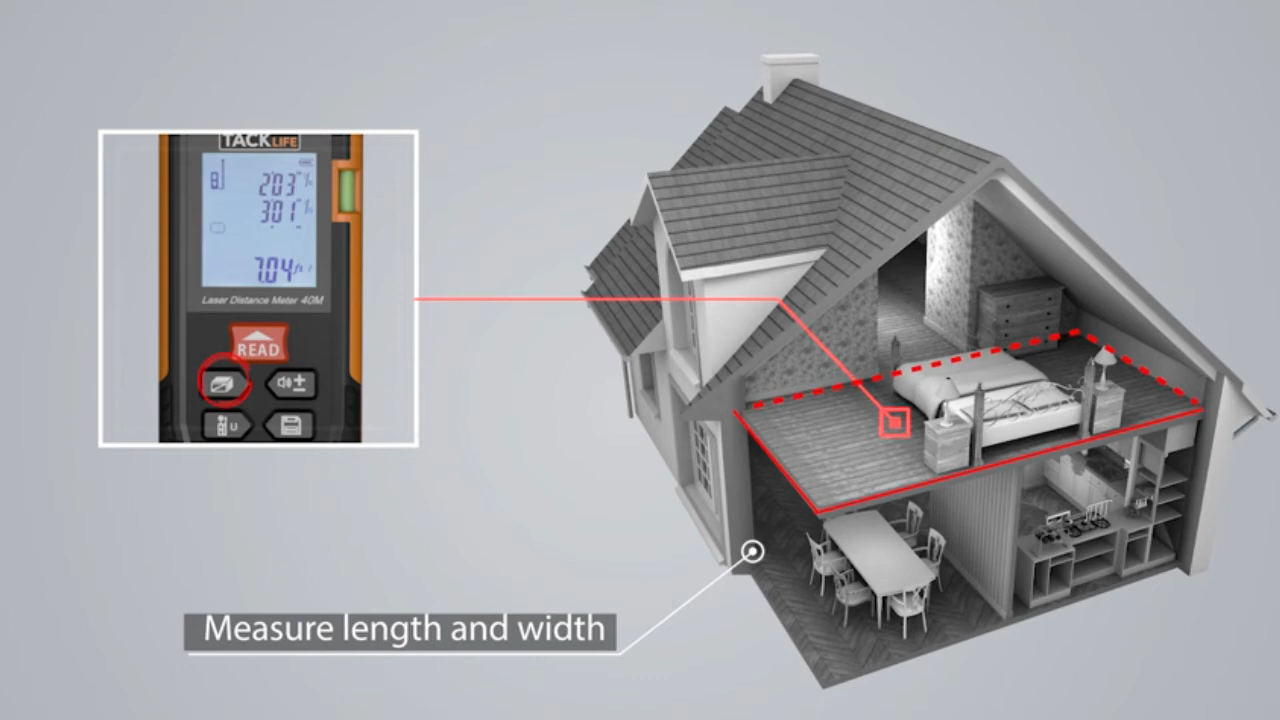 TACKLIFE
2'03"
3'01"
7.04
Laser Distance Meter 40M
READ
U
Measure length and width